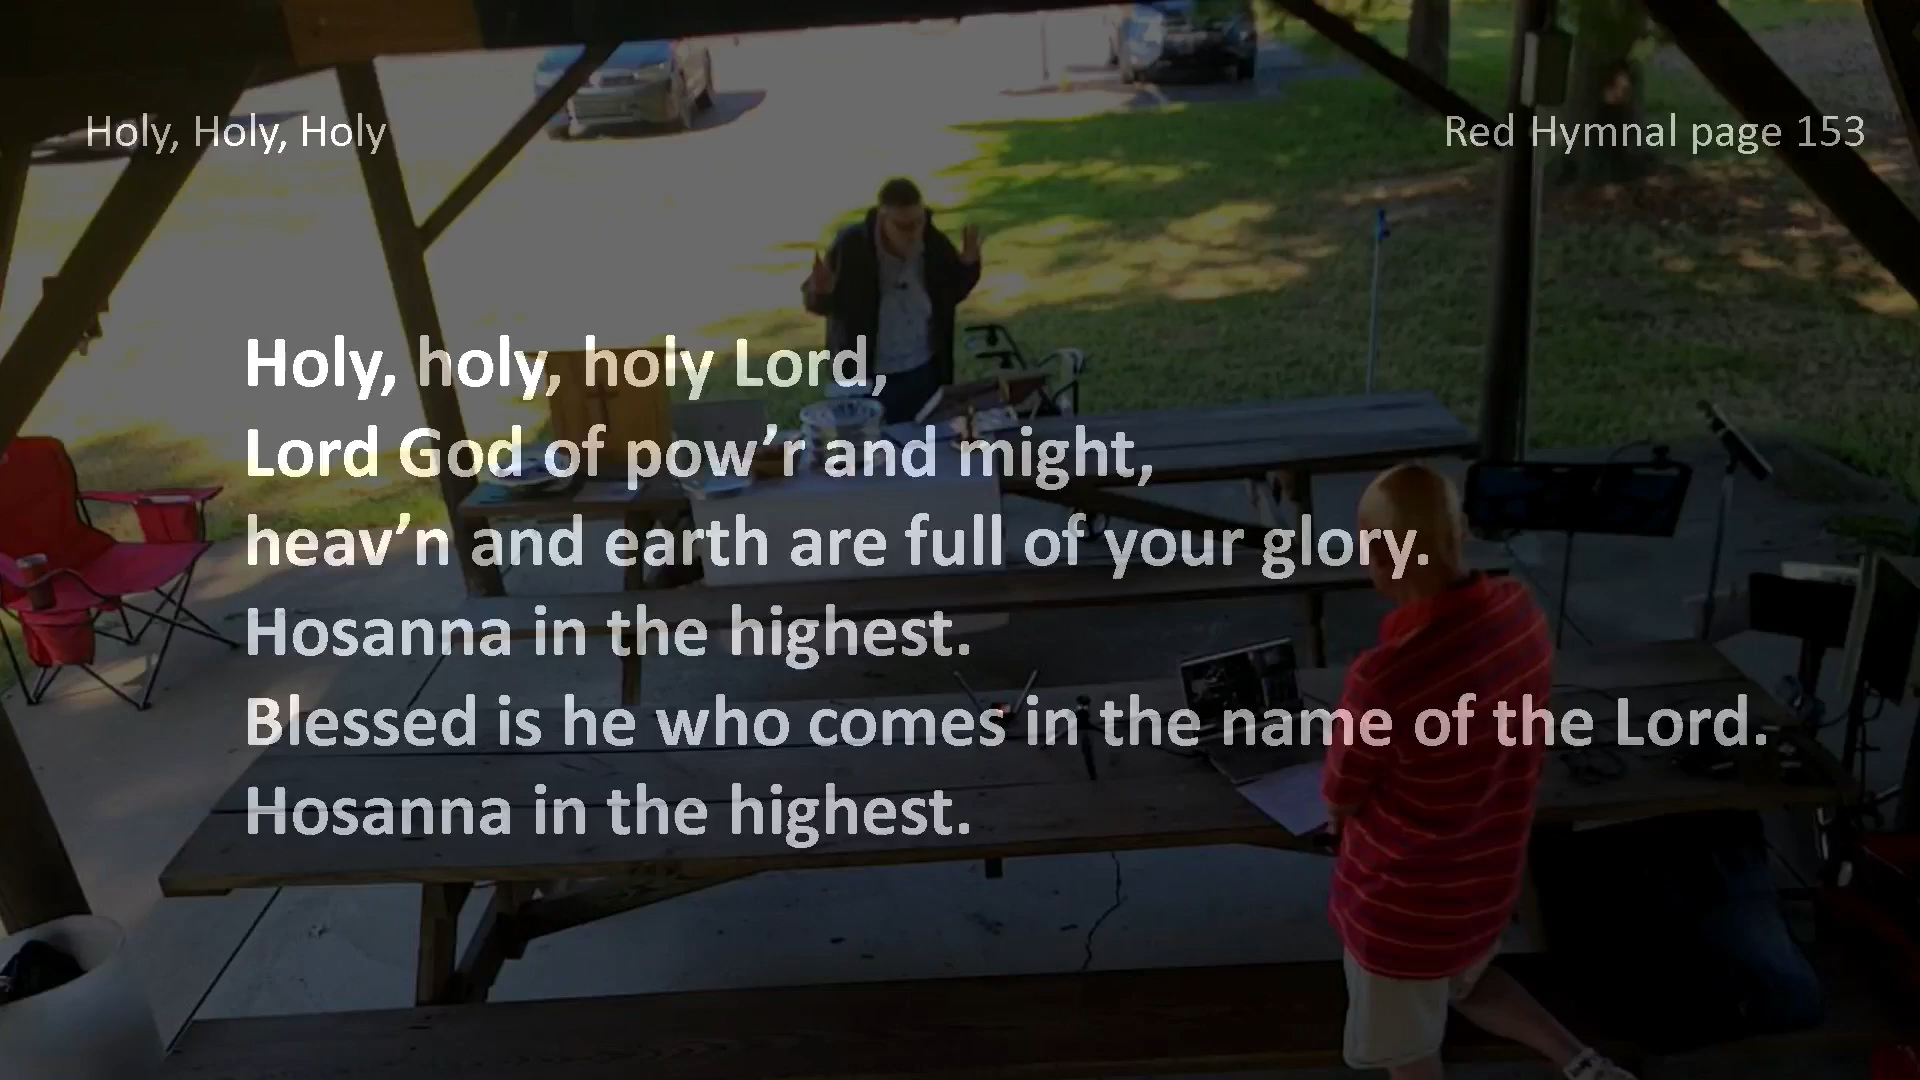 Holy, Holy, Holy
Red Hymnal page 153
Holy, holy, holy Lord,
Lord God of pow’r and might,
heav’n and earth are full of your glory.
Hosanna in the highest.
Blessed is he who comes in the name of the Lord.
Hosanna in the highest.